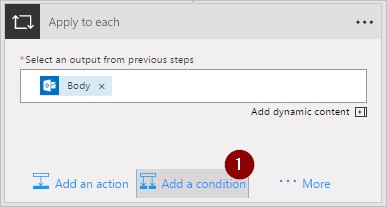 Apply to each
*Select an output from previous steps
Body ×
Add dynamic content
1
Add an action Add a condition ··· More